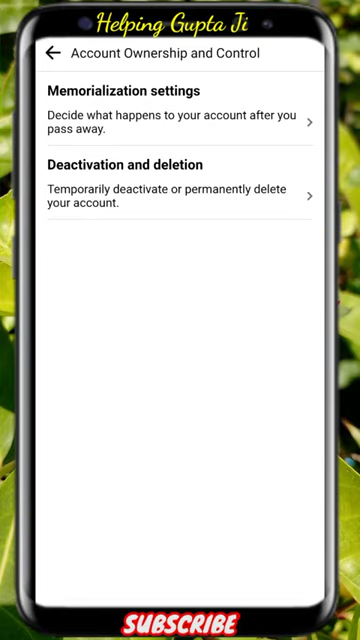 Helping Gupta Ji
Account Ownership and Control
Memorialization settings
Decide what happens to your account after you
pass away.
Deactivation and deletion
Temporarily deactivate or permanently delete
your account.
SUBSCRIBE